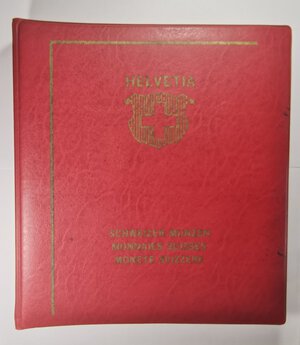 HELVETIA
SCHWEIZER MÜNZEN
MONNAIES SUISSES
MONETE SVIZZERE